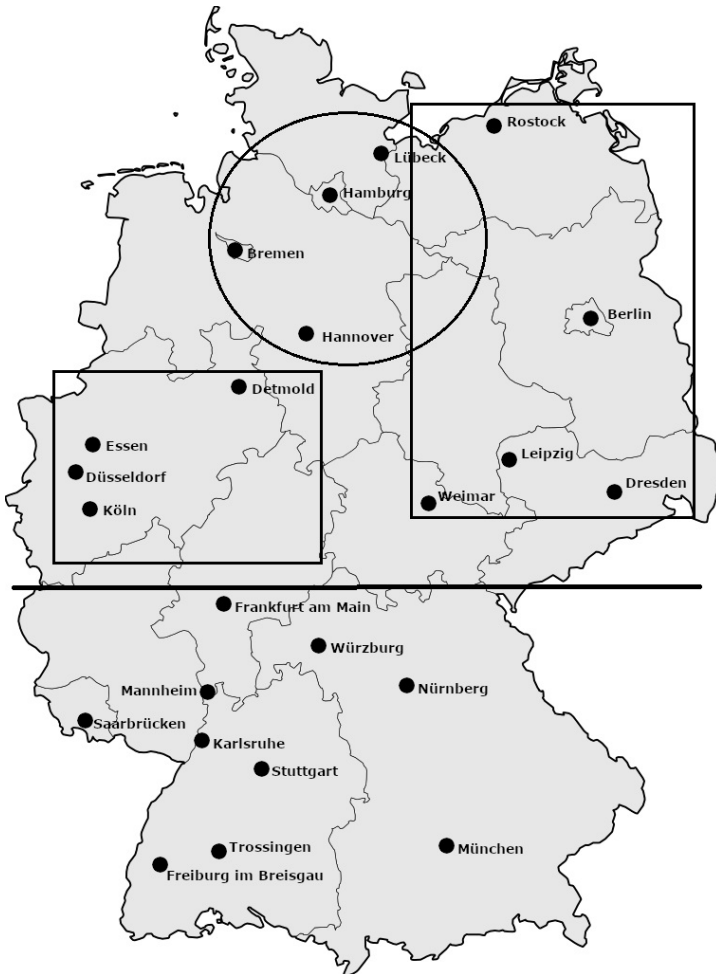 Rostock
Lübeck
Hamburg
Bremen
Berlin
Hannover
Detmold
Essen
Leipzig
Düsseldorf
Dresden
Weimar
Köln
Frankfurt am Main
Würzburg
Mannheim
Nürnberg
Saarbrücken
Karlsruhe
Stuttgart
Trossingen
München
Freiburg im Breisgau